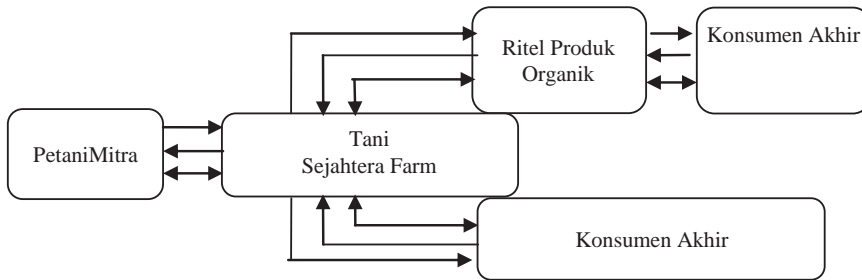 Ritel Produk
Organik
Konsumen Akhir
PetaniMitra
Tani
Sejahtera Farm
Konsumen Akhir